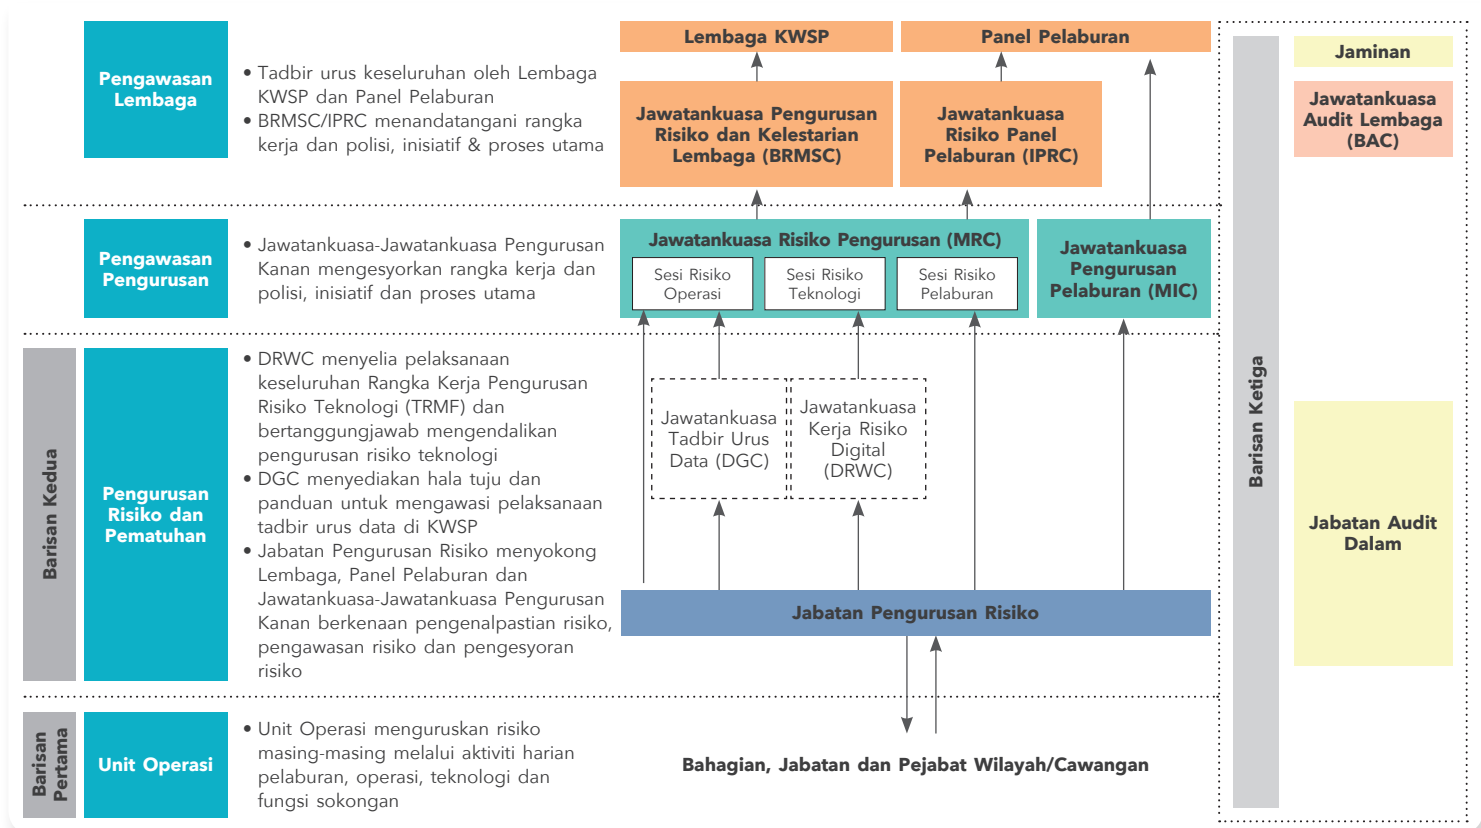 Pengawasan
Lembaga
• Tadbir urus keseluruhan oleh Lembaga
KWSP dan Panel Pelaburan
• BRMSC/IPRC menandatangani rangka
kerja dan polisi, inisiatif & proses utama
Lembaga KWSP
Panel Pelaburan
Jawatankuasa Pengurusan
Risiko dan Kelestarian
Lembaga (BRMSC)
Jawatankuasa
Risiko Panel
Pelaburan (IPRC)
Pengawasan
Pengurusan
• Jawatankuasa-Jawatankuasa Pengurusan
Kanan mengesyorkan rangka kerja dan
polisi, inisiatif dan proses utama
Jawatankuasa Risiko Pengurusan (MRC)
Sesi Risiko
Operasi
Sesi Risiko
Teknologi
Sesi Risiko
Pelaburan
Jawatankuasa
Pengurusan
Pelaburan (MIC)
Barisan Kedua
Pengurusan
Risiko dan
Pematuhan
• DRWC menyelia pelaksanaan
keseluruhan Rangka Kerja Pengurusan
Risiko Teknologi (TRMF) dan
bertanggungjawab mengendalikan
pengurusan risiko teknologi
• DGC menyediakan hala tuju dan
panduan untuk mengawasi pelaksanaan
tadbir urus data di KWSP
• Jabatan Pengurusan Risiko menyokong
Lembaga, Panel Pelaburan dan
Jawatankuasa-Jawatankuasa Pengurusan
Kanan berkenaan pengenalpastian risiko,
pengawasan risiko dan pengesyoran
risiko
Jawatankuasa
Tadbir Urus
Data (DGC)
Jawatankuasa
Kerja Risiko
Digital
(DRWC)
Jabatan Pengurusan Risiko
Barisan
Pertama
Unit Operasi
• Unit Operasi menguruskan risiko
masing-masing melalui aktiviti harian
pelaburan, operasi, teknologi dan
fungsi sokongan
Bahagian, Jabatan dan Pejabat Wilayah/Cawangan
Barisan Ketiga
Jaminan
Jawatankuasa
Audit Lembaga
(BAC)
Jabatan Audit
Dalam